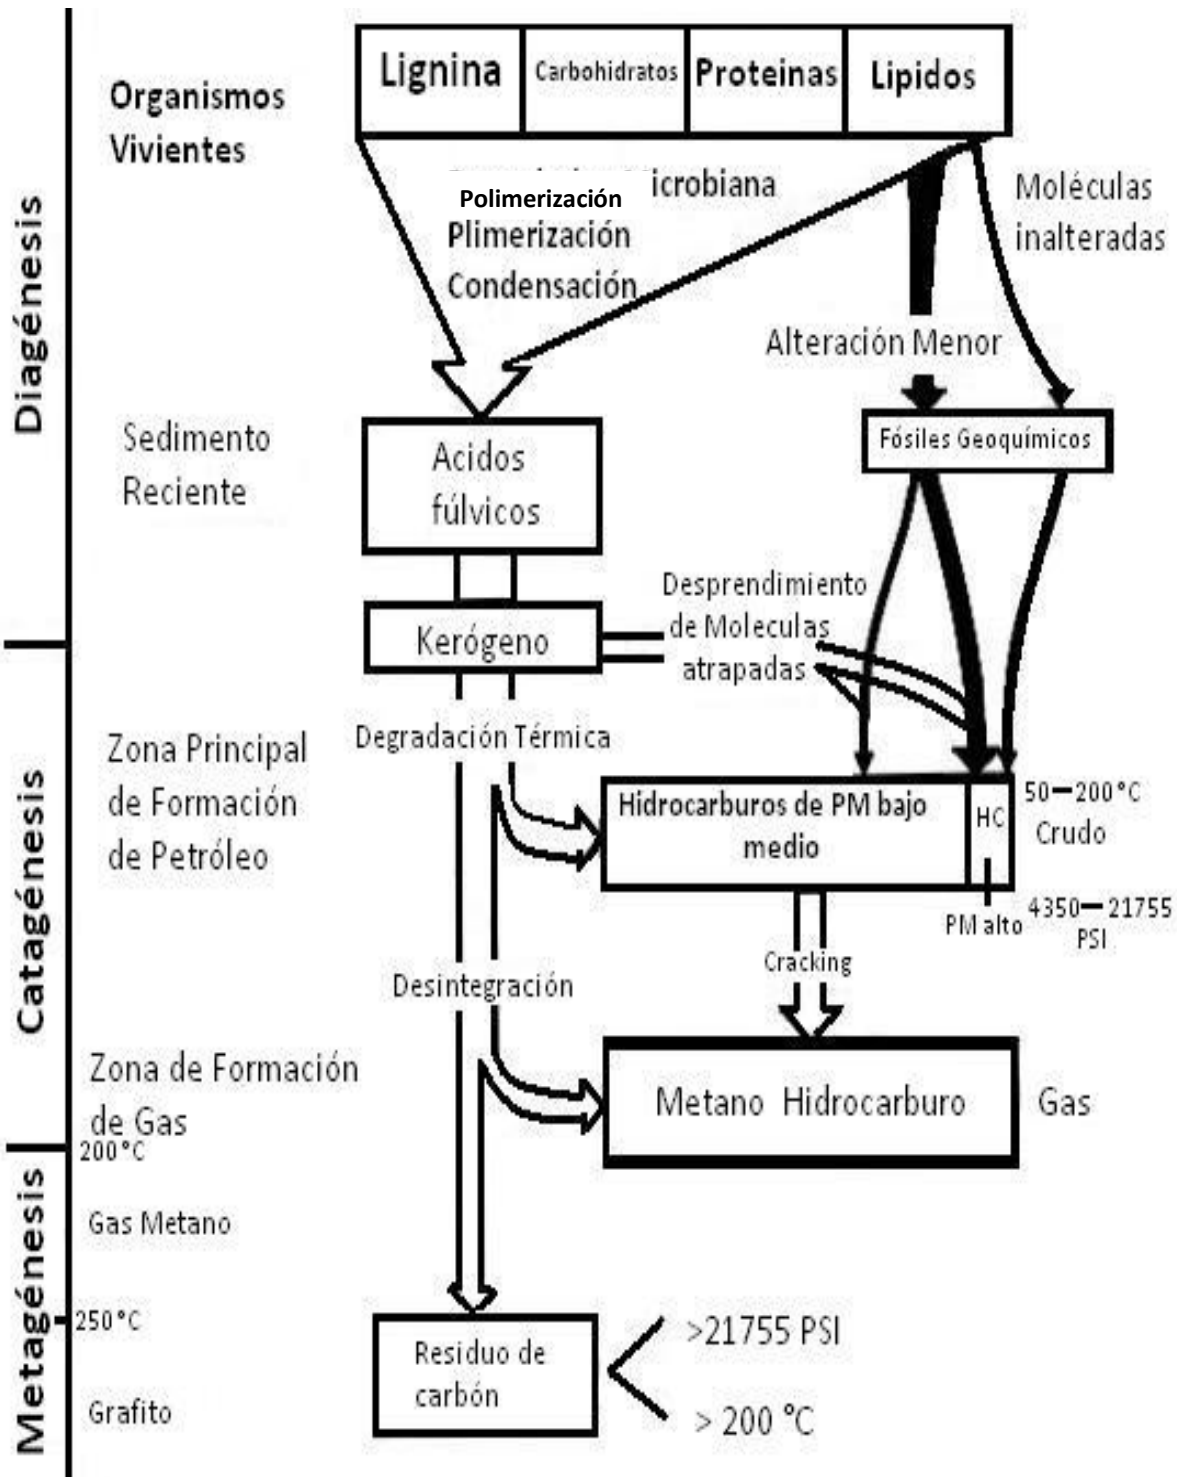 Lignina
Carbohidratos
Proteinas
Lipidos
Organismos
Vivientes
icrobiana
Polimerización
Plimerización
Condensación
Moléculas
inalteradas
Diagénesis
Alteración Menor
Sedimento
Reciente
Acidos
fúlvicos
Fósiles Geoquímicos
Kerógeno
Desprendimiento
de Moleculas
atrapadas
Catagénesis
Zona Principal
de Formación
de Petróleo
Degradación Térmica
Hidrocarburos de PM bajo
medio
HC
PM alto
50—200°C
Crudo
4350—21755
PSI
Cracking
Desintegración
Zona de Formación
de Gas
Metano Hidrocarburo
Gas
200°C
Metagénesis
Gas Metano
250°C
Grafito
Residuo de
carbón
>21755 PSI
> 200 °C